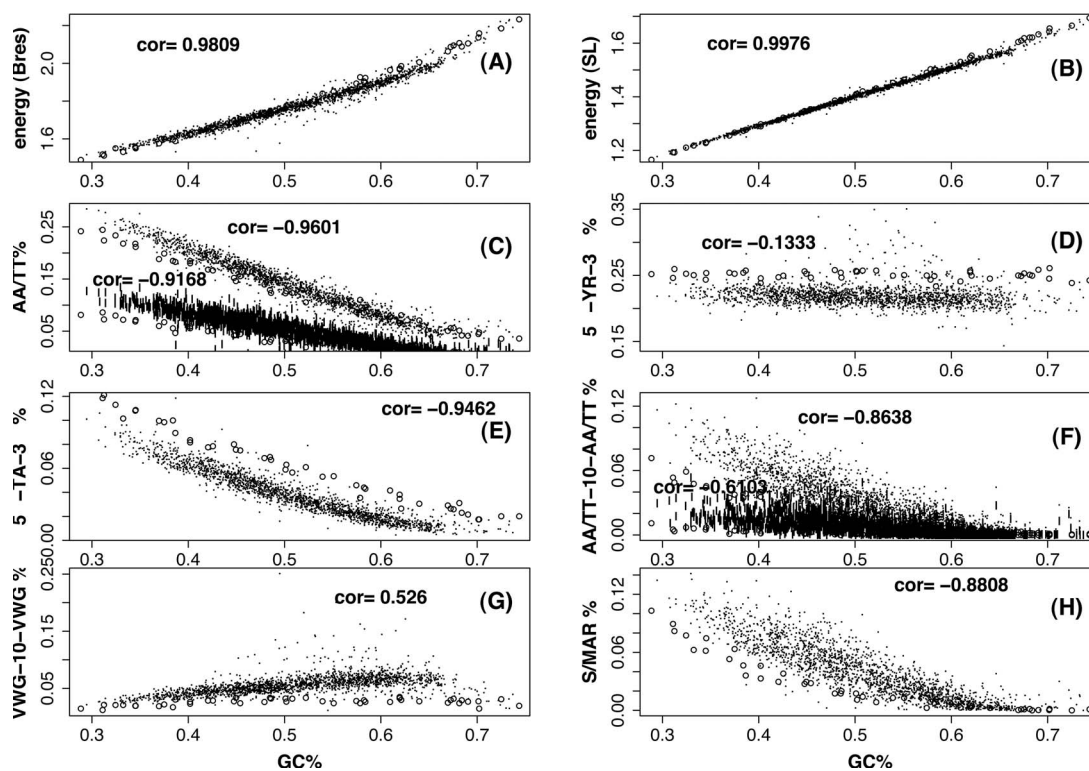 energy (Bres)
1.6 2.0
cor= 0.9809
(A)
0.3 0.4 0.5 0.6 0.7
energy (SL)
1.2 1.4 1.6
cor= 0.9976
(B)
0.3 0.4 0.5 0.6 0.7
AA/TT%
0.05 0.15 0.25
cor= −0.9601
cor= −0.9168
(C)
0.3 0.4 0.5 0.6 0.7
5 −YR−3 %
0.15 0.25 0.35
cor= −0.1333
(D)
0.3 0.4 0.5 0.6 0.7
5 −TA−3 %
0.00 0.06 0.12
cor= −0.9462
(E)
0.3 0.4 0.5 0.6 0.7
AA/TT−10−AA/TT %
0.00 0.06 0.12
cor= −0.8638
cor= −0.6103
(F)
0.3 0.4 0.5 0.6 0.7
VWG−10−VWG %
0.05 0.15 0.25
cor= 0.526
(G)
0.3 0.4 0.5 0.6 0.7
GC%
S/MAR %
0.00 0.06 0.12
cor= −0.8808
(H)
0.3 0.4 0.5 0.6 0.7
GC%